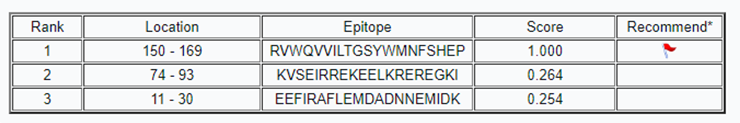 Rank Location Epitope Score Recommend*
1 150 - 169 RVWQVVILTGSYWMNFSHEP 1.000
2 74 - 93 KVSEIRREKEELKREREGKI 0.264
3 11 - 30 EEFIRAFLEMDADNNEMIDK 0.254